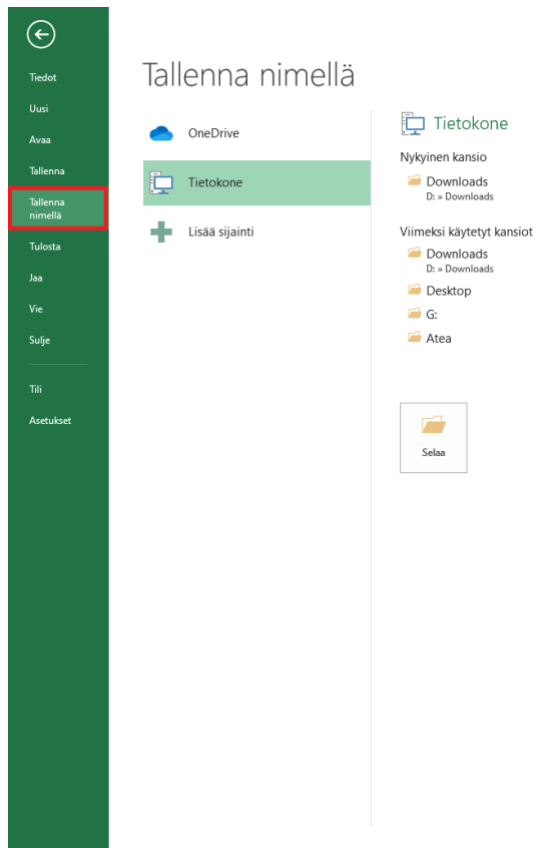 Tiedot
Uusi
Avaa
Tallenna
Tallenna
nimellä
Tulosta
Jaa
Vie
Sulje
Tili
Asetukset
Tallenna nimellä
OneDrive
Tietokone
Lisää sijainti
Tietokone
Nykyinen kansio
Downloads
D: » Downloads
Viimeksi käytetyt kansiot
Downloads
D: » Downloads
Desktop
G:
Atea
Selaa